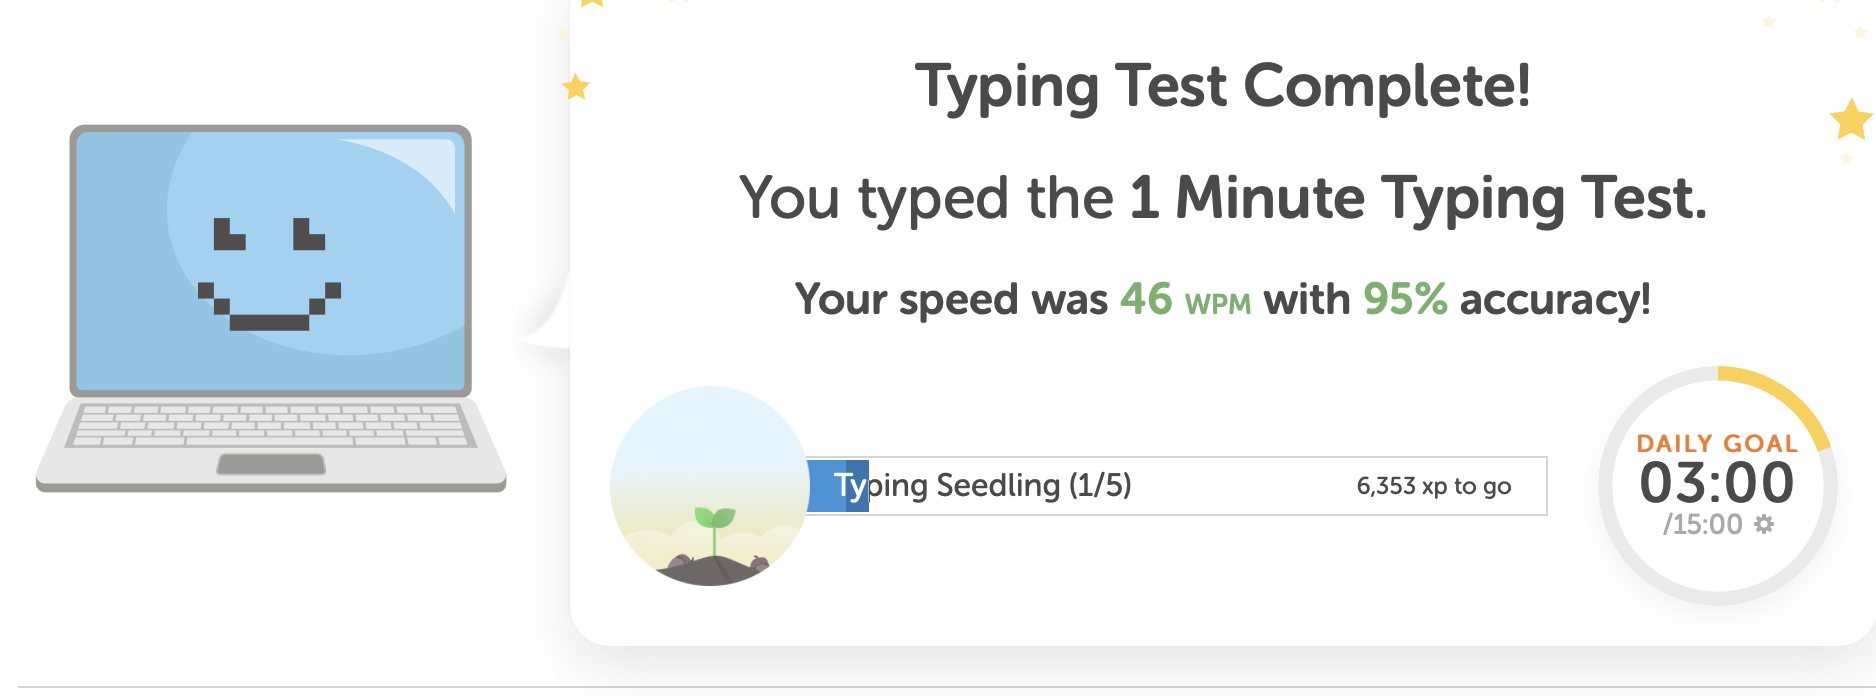 Typing Test Complete!
You typed the 1 Minute Typing Test.
Your speed was 46 WPM with 95% accuracy!
Typing Seedling (1/5)
6,353 xp to go
DAILY GOAL
03:00
/15:00